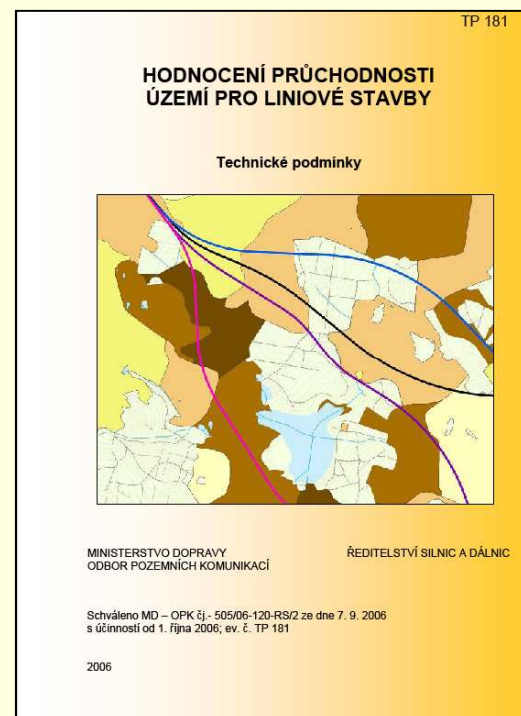 TP 181
HODNOCENÍ PRŮCHODNOSTI
ÚZEMÍ PRO LINIOVÉ STAVBY
Technické podmínky
MINISTERSTVO DOPRAVY
ODBOR POZEMNÍCH KOMUNIKACÍ
ŘEDITELSTVÍ SILNIC A DÁLNIC
Schváleno MD – OPK čj.- 505/06-120-RS/2 ze dne 7. 9. 2006
s účinností od 1. října 2006; ev. č. TP 181
2006